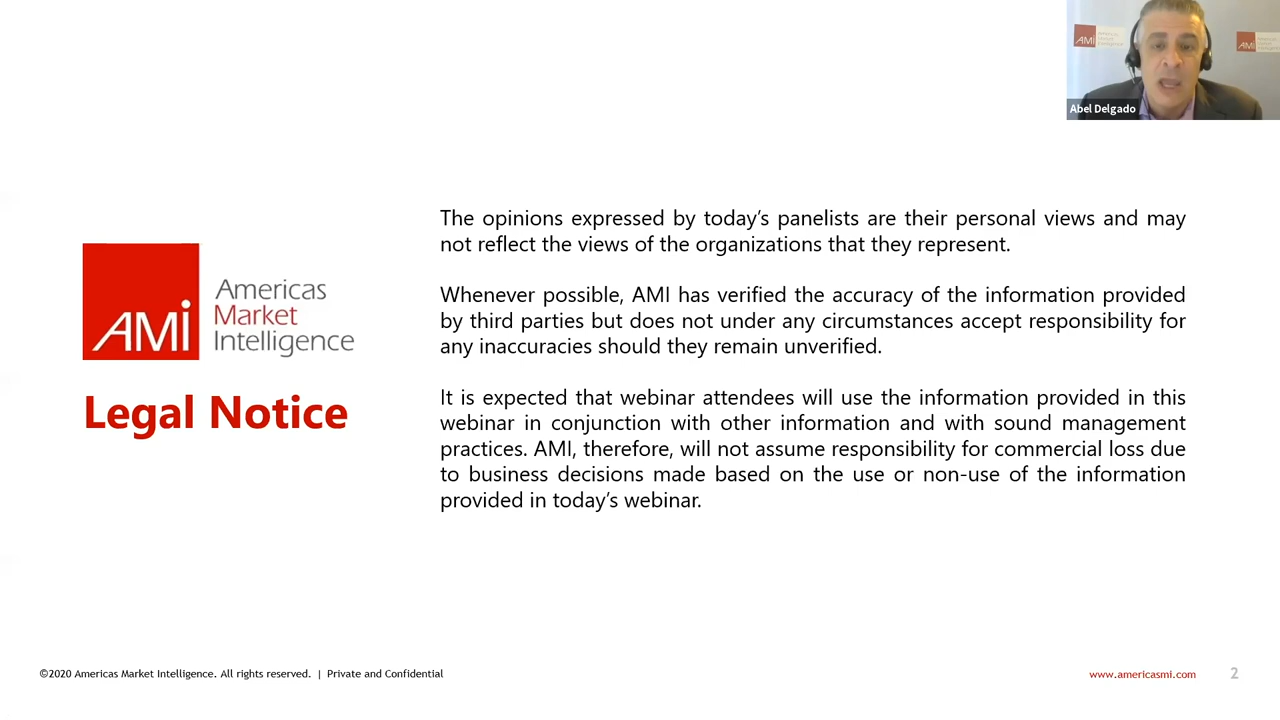 AMI
AMI
Abel Delgado
The opinions expressed by today's panelists are their personal views and may
not reflect the views of the organizations that they represent.
AMi
Americas
Market
Intelligence
Whenever possible, AMI has verified the accuracy of the information provided
by third parties but does not under any circumstances accept responsibility for
any inaccuracies should they remain unverified.
Legal Notice
It is expected that webinar attendees will use the information provided in this
webinar in conjunction with other information and with sound management
practices. AMI, therefore, will not assume responsibility for commercial loss due
to business decisions made based on the use or non-use of the information
provided in today's webinar.
©2020 Americas Market Intelligence. All rights reserved. | Private and Confidential
www.americasmi.com
2